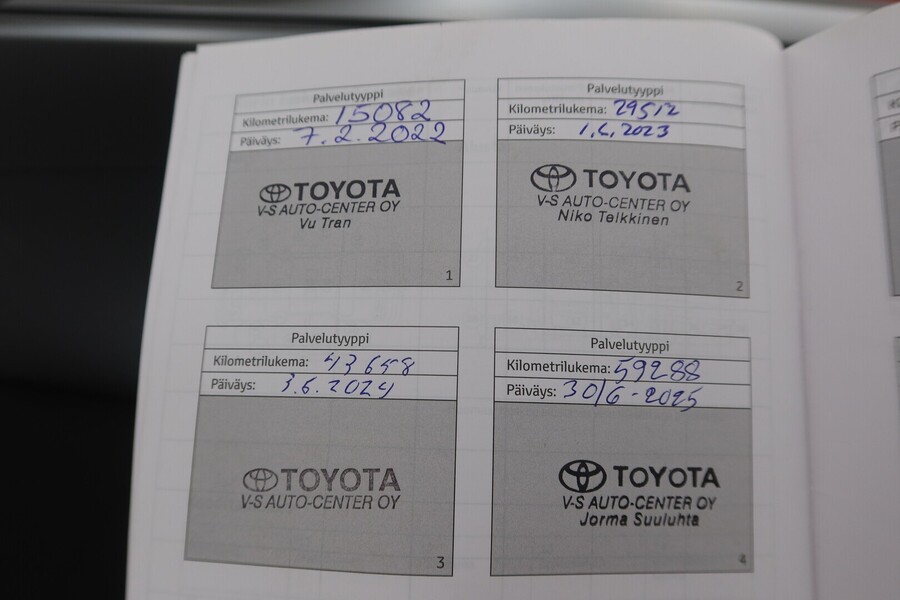 Palvelutyyppi
Kilometrilukema: 15082
Päiväys: 7.2.2022
TOYOTA
V-S AUTO-CENTER OY
Vu Tran
1
Palvelutyyppi
Kilometrilukema: 29512
Päiväys: 1.6.2023
TOYOTA
V-S AUTO-CENTER OY
Niko Telkkinen
2
Palvelutyyppi
Kilometrilukema: 43658
Päiväys: 3.6.2024
TOYOTA
V-S AUTO-CENTER OY
3
Palvelutyyppi
Kilometrilukema: 59288
Päiväys: 30/6-2025
TOYOTA
V-S AUTO-CENTER OY
Jorma Suuluhta
4